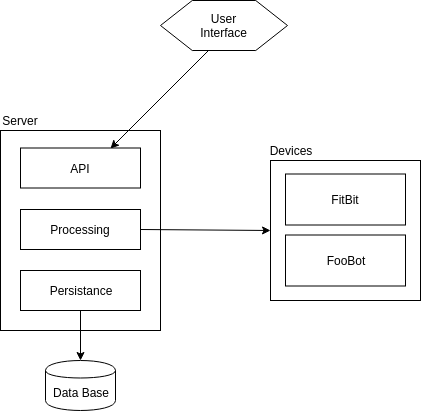 User
Interface
Server
API
Processing
Persistance
Data Base
Devices
FitBit
FooBot